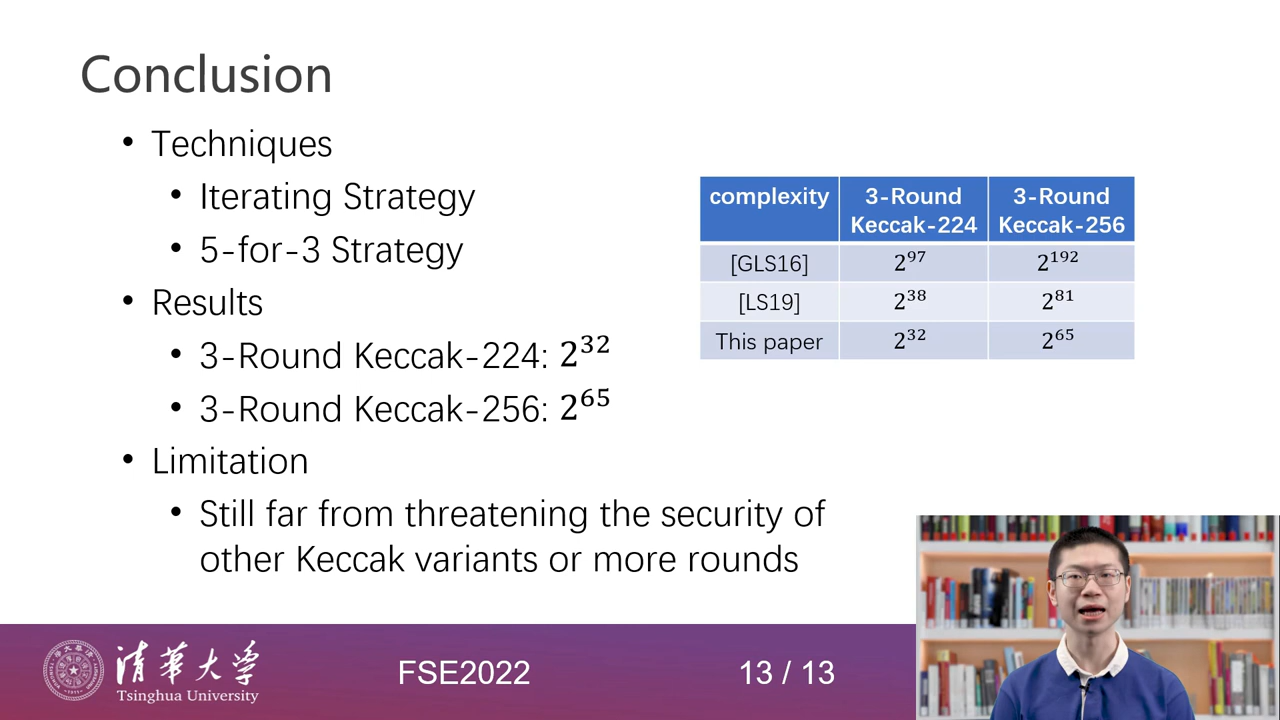 Conclusion
• Techniques
• Iterating Strategy
• 5-for-3 Strategy
• Results
• 3-Round Keccak-224: 2³²
• 3-Round Keccak-256: 2⁶⁵
• Limitation
• Still far from threatening the security of
other Keccak variants or more rounds
complexity 3-Round Keccak-224 3-Round Keccak-256
[GLS16] 2⁹⁷ 2¹⁹²
[LS19] 2³⁸ 2⁸¹
This paper 2³² 2⁶⁵
清华大学
Tsinghua University
FSE2022
13 / 13